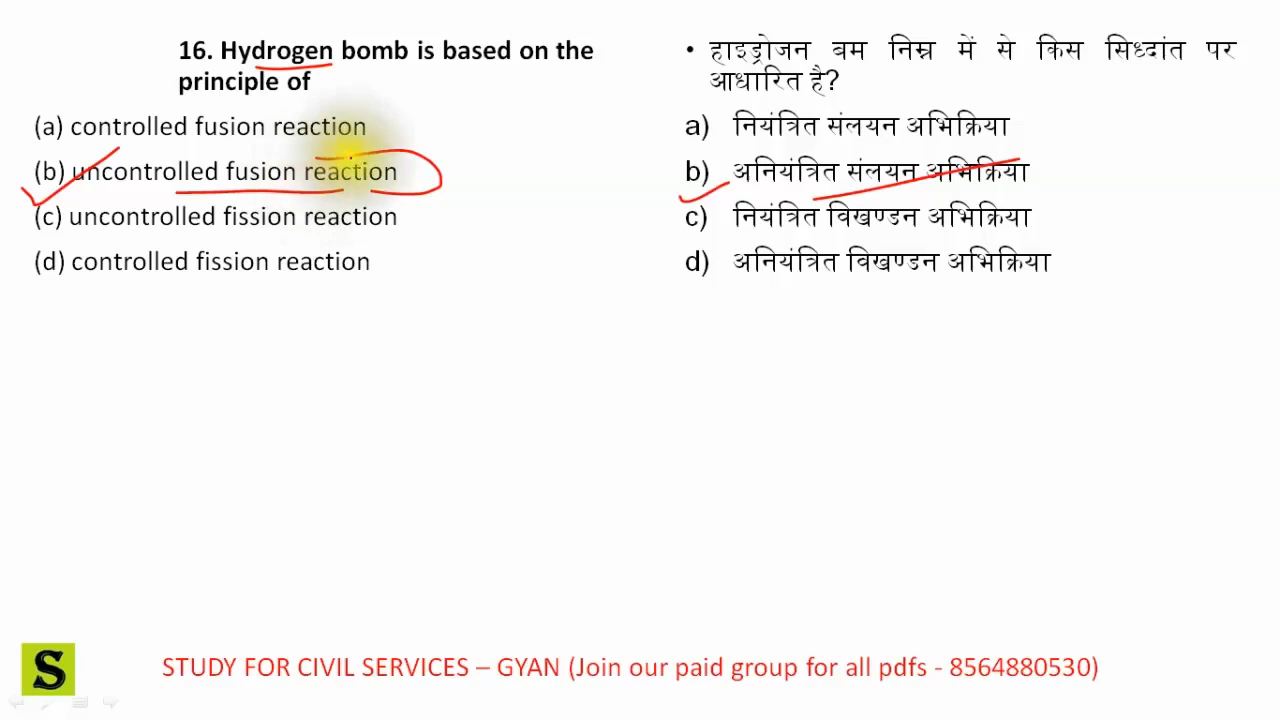 16. Hydrogen bomb is based on the
principle of
(a) controlled fusion reaction
(b) uncontrolled fusion reaction
(c) uncontrolled fission reaction
(d) controlled fission reaction
• हाइड्रोजन बम निम्न में से किस सिध्दांत पर
आधारित है?
a) नियंत्रित संलयन अभिक्रिया
b) अनियंत्रित संलयन अभिक्रिया
c) नियंत्रित विखण्डन अभिक्रिया
d) अनियंत्रित विखण्डन अभिक्रिया
S
STUDY FOR CIVIL SERVICES – GYAN (Join our paid group for all pdfs - 8564880530)